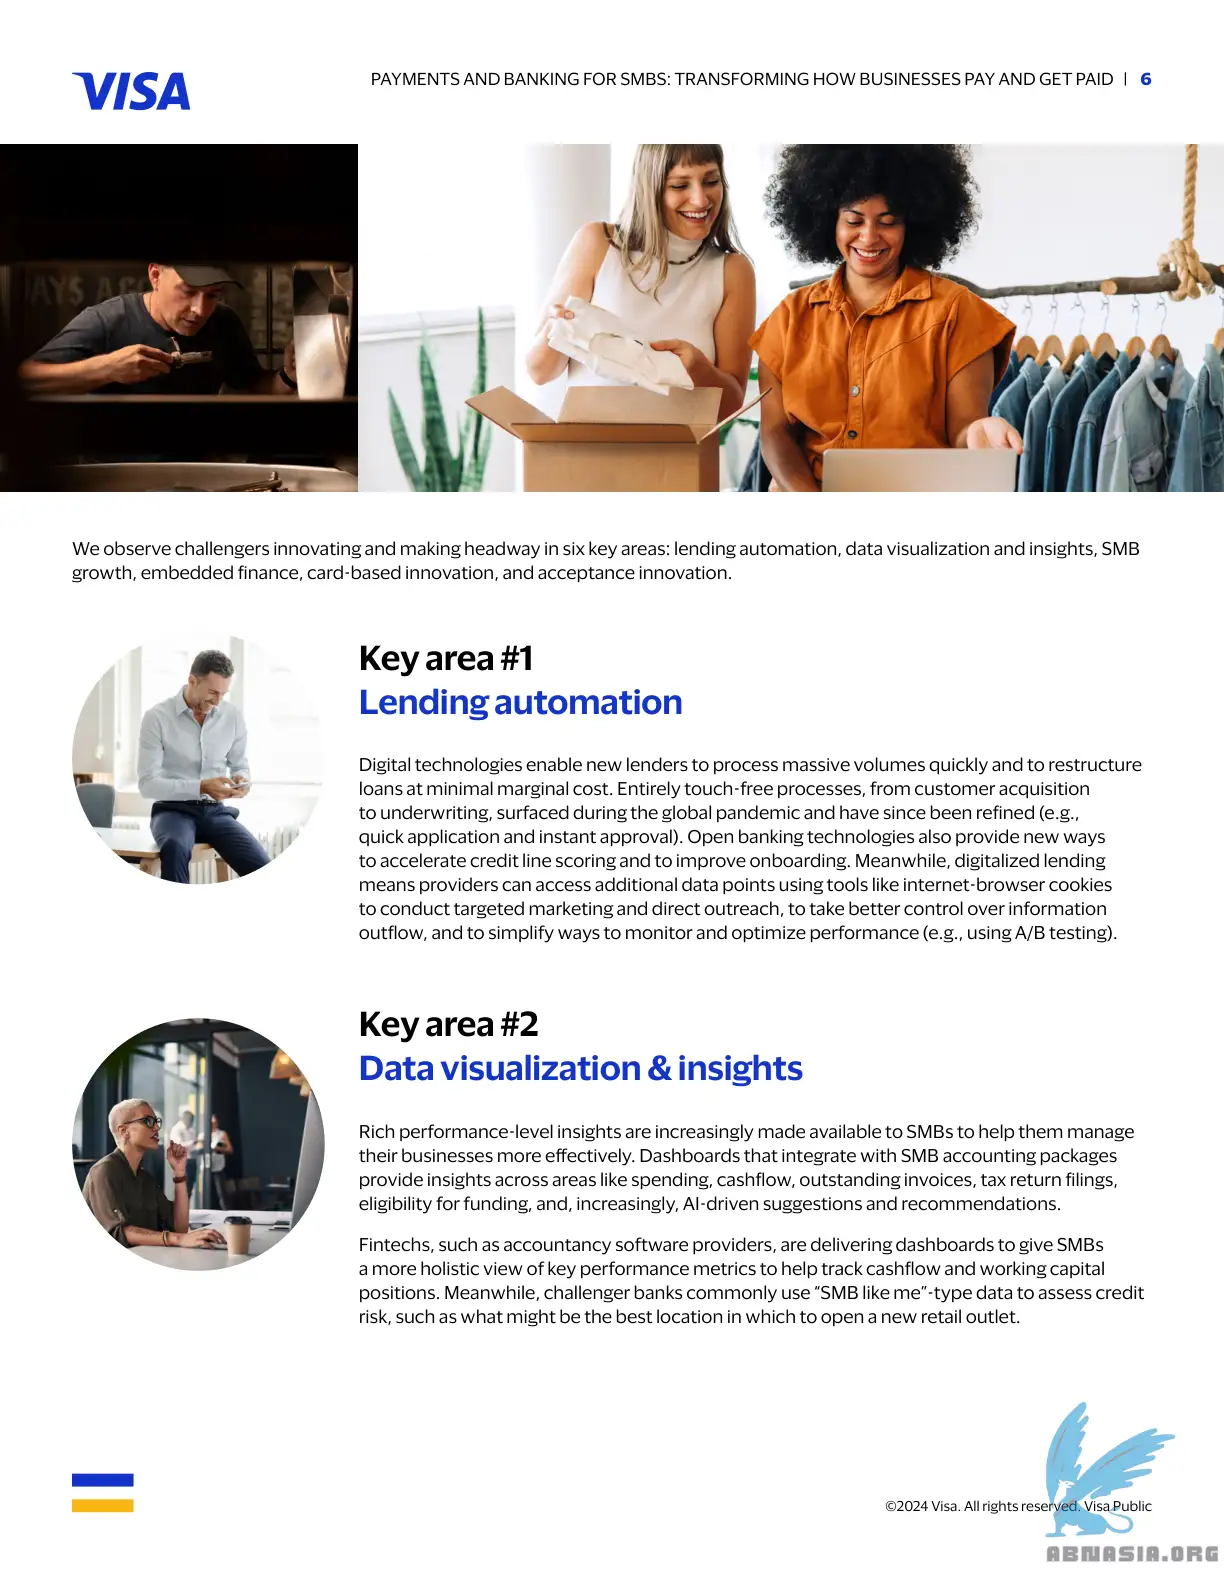 VISA
PAYMENTS AND BANKING FOR SMBS: TRANSFORMING HOW BUSINESSES PAY AND GET PAID | 6
We observe challengers innovating and making headway in six key areas: lending automation, data visualization and insights, SMB
growth, embedded finance, card-based innovation, and acceptance innovation.
Key area #1
Lending automation
Digital technologies enable new lenders to process massive volumes quickly and to restructure
loans at minimal marginal cost. Entirely touch-free processes, from customer acquisition
to underwriting, surfaced during the global pandemic and have since been refined (e.g.,
quick application and instant approval). Open banking technologies also provide new ways
to accelerate credit line scoring and to improve onboarding. Meanwhile, digitalized lending
means providers can access additional data points using tools like internet-browser cookies
to conduct targeted marketing and direct outreach, to take better control over information
outflow, and to simplify ways to monitor and optimize performance (e.g., using A/B testing).
Key area #2
Data visualization & insights
Rich performance-level insights are increasingly made available to SMBs to help them manage
their businesses more effectively. Dashboards that integrate with SMB accounting packages
provide insights across areas like spending, cashflow, outstanding invoices, tax return filings,
eligibility for funding, and, increasingly, AI-driven suggestions and recommendations.
Fintechs, such as accountancy software providers, are delivering dashboards to give SMBs
a more holistic view of key performance metrics to help track cashflow and working capital
positions. Meanwhile, challenger banks commonly use “SMB like me”-type data to assess credit
risk, such as what might be the best location in which to open a new retail outlet.
©2024 Visa. All rights reserved. Visa Public
ABNASIA.ORG